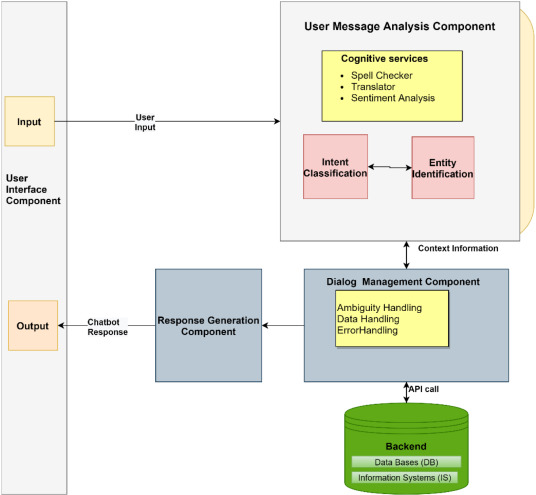 User Message Analysis Component
Cognitive services
• Spell Checker
• Translator
• Sentiment Analysis
Input
User
Input
Intent
Classification
Entity
Identification
User
Interface
Component
Context Information
Dialog Management Component
Ambiguity Handling
Data Handling
ErrorHandling
Response Generation
Component
Chatbot
Response
Output
API call
Backend
Data Bases (DB)
Information Systems (IS)